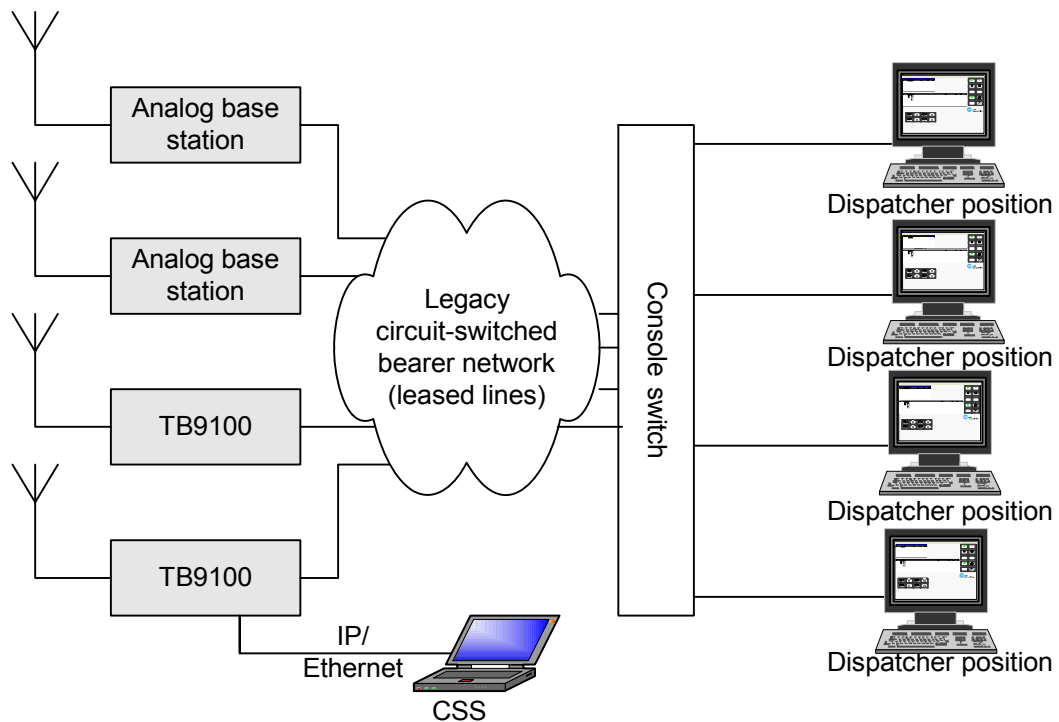 Analog base
station
Analog base
station
TB9100
TB9100
Legacy
circuit-switched
bearer network
(leased lines)
IP/
Ethernet
CSS
Console switch
Dispatcher position
Dispatcher position
Dispatcher position
Dispatcher position